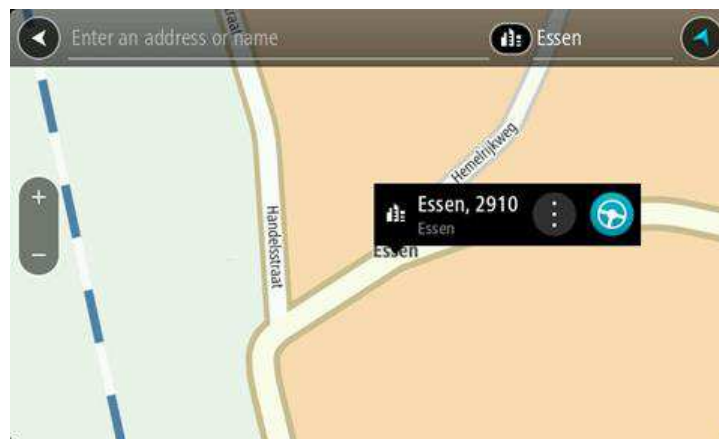 Enter an address or name
Essen
Hemelrijkweg
Essen, 2910
Essen
Essen
Handelsstraat
+
−